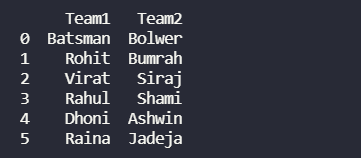 Team1 Team2
0 Batsman Bolwer
1 Rohit Bumrah
2 Virat Siraj
3 Rahul Shami
4 Dhoni Ashwin
5 Raina Jadeja